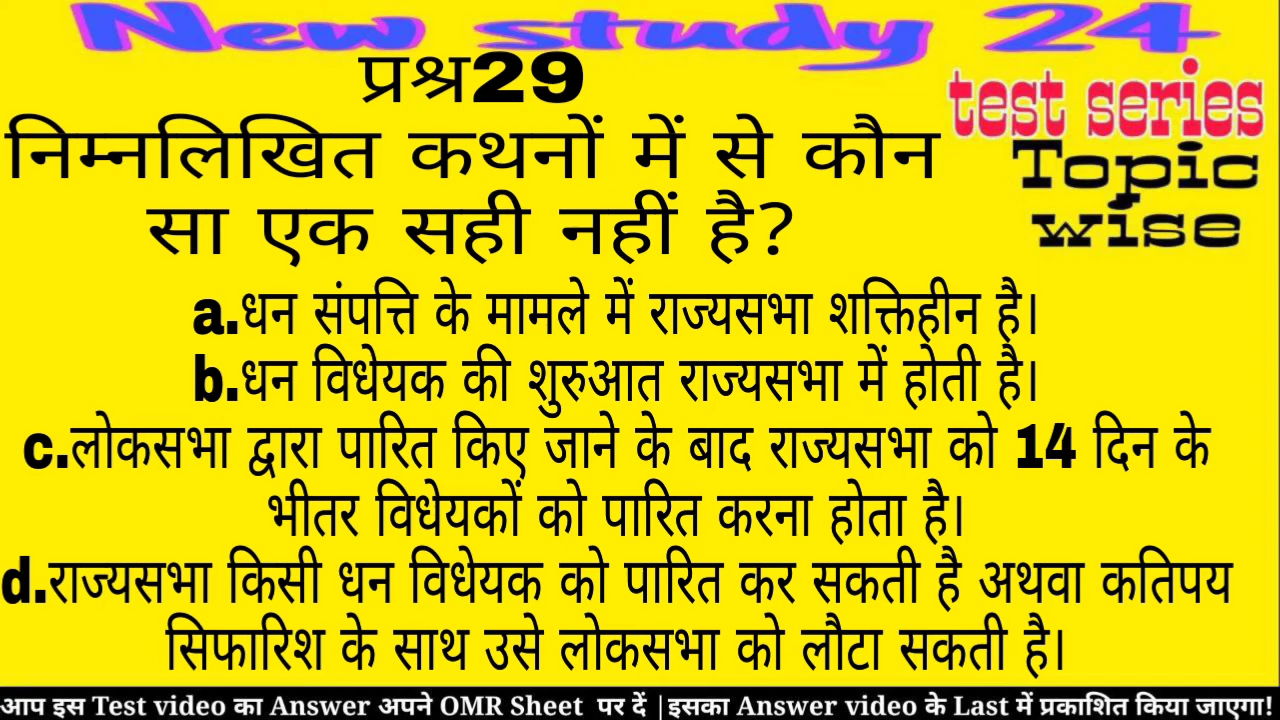 New study 24
प्रश्न29
test series
Topic
wise
निम्नलिखित कथनों में से कौन
सा एक सही नहीं है?
a.धन संपत्ति के मामले में राज्यसभा शक्तिहीन है।
b.धन विधेयक की शुरुआत राज्यसभा में होती है।
c.लोकसभा द्वारा पारित किए जाने के बाद राज्यसभा को 14 दिन के
भीतर विधेयकों को पारित करना होता है।
d.राज्यसभा किसी धन विधेयक को पारित कर सकती है अथवा कतिपय
सिफारिश के साथ उसे लोकसभा को लौटा सकती है।
आप इस Test video का Answer अपने OMR Sheet पर दें |इसका Answer video के Last में प्रकाशित किया जाएगा!